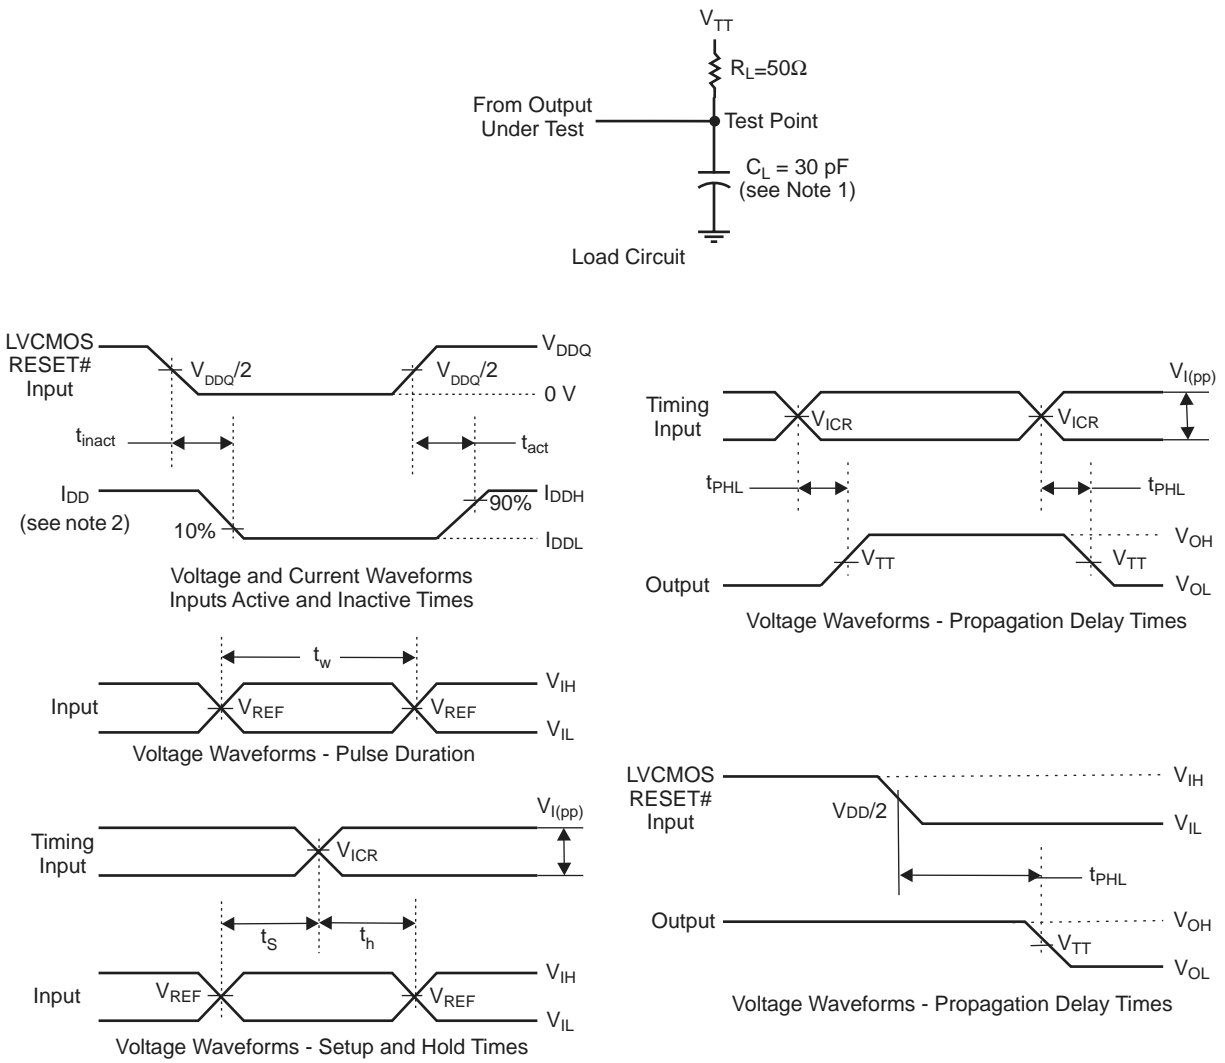 V_TT
R_L=50Ω
From Output
Under Test
Test Point
C_L = 30 pF
(see Note 1)
Load Circuit
LVCMOS
RESET#
Input
V_DDQ/2
V_DDQ/2
V_DDQ
0 V
t_inact
t_act
I_DD
(see note 2)
10%
90%
I_DDH
I_DDL
Voltage and Current Waveforms
Inputs Active and Inactive Times
t_w
Input
V_REF
V_REF
V_IH
V_IL
Voltage Waveforms - Pulse Duration
Timing
Input
V_ICR
V_I(pp)
t_S
t_h
Input
V_REF
V_REF
V_IH
V_IL
Voltage Waveforms - Setup and Hold Times
Timing
Input
V_ICR
V_ICR
V_I(pp)
t_PHL
t_PHL
Output
V_TT
V_TT
V_OH
V_OL
Voltage Waveforms - Propagation Delay Times
LVCMOS
RESET#
Input
V_DD/2
V_IH
V_IL
t_PHL
Output
V_TT
V_OH
V_OL
Voltage Waveforms - Propagation Delay Times